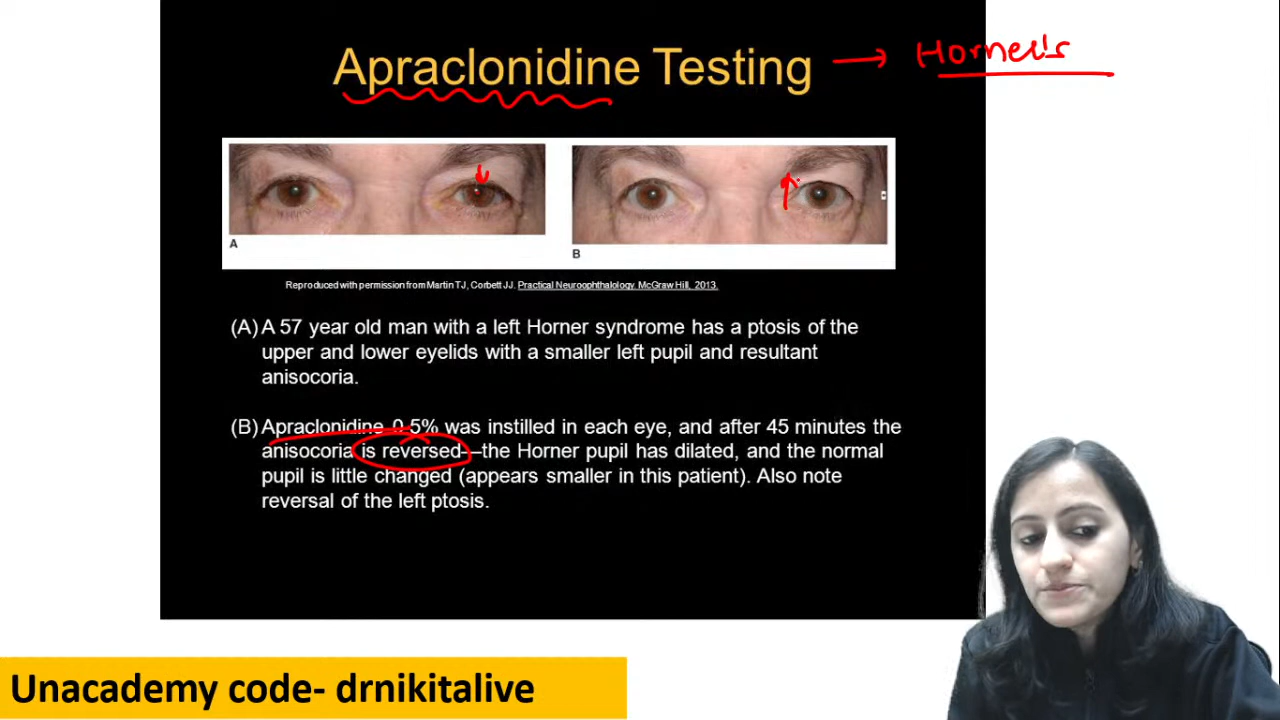 Apraclonidine Testing → Horner's
A
B
Reproduced with permission from Martin TJ, Corbett JJ. Practical Neuroophthalology. McGraw Hill, 2013.
(A) A 57 year old man with a left Horner syndrome has a ptosis of the
upper and lower eyelids with a smaller left pupil and resultant
anisocoria.
(B) Apraclonidine 0.5% was instilled in each eye, and after 45 minutes the
anisocoria is reversed—the Horner pupil has dilated, and the normal
pupil is little changed (appears smaller in this patient). Also note
reversal of the left ptosis.
Unacademy code- drnikitalive